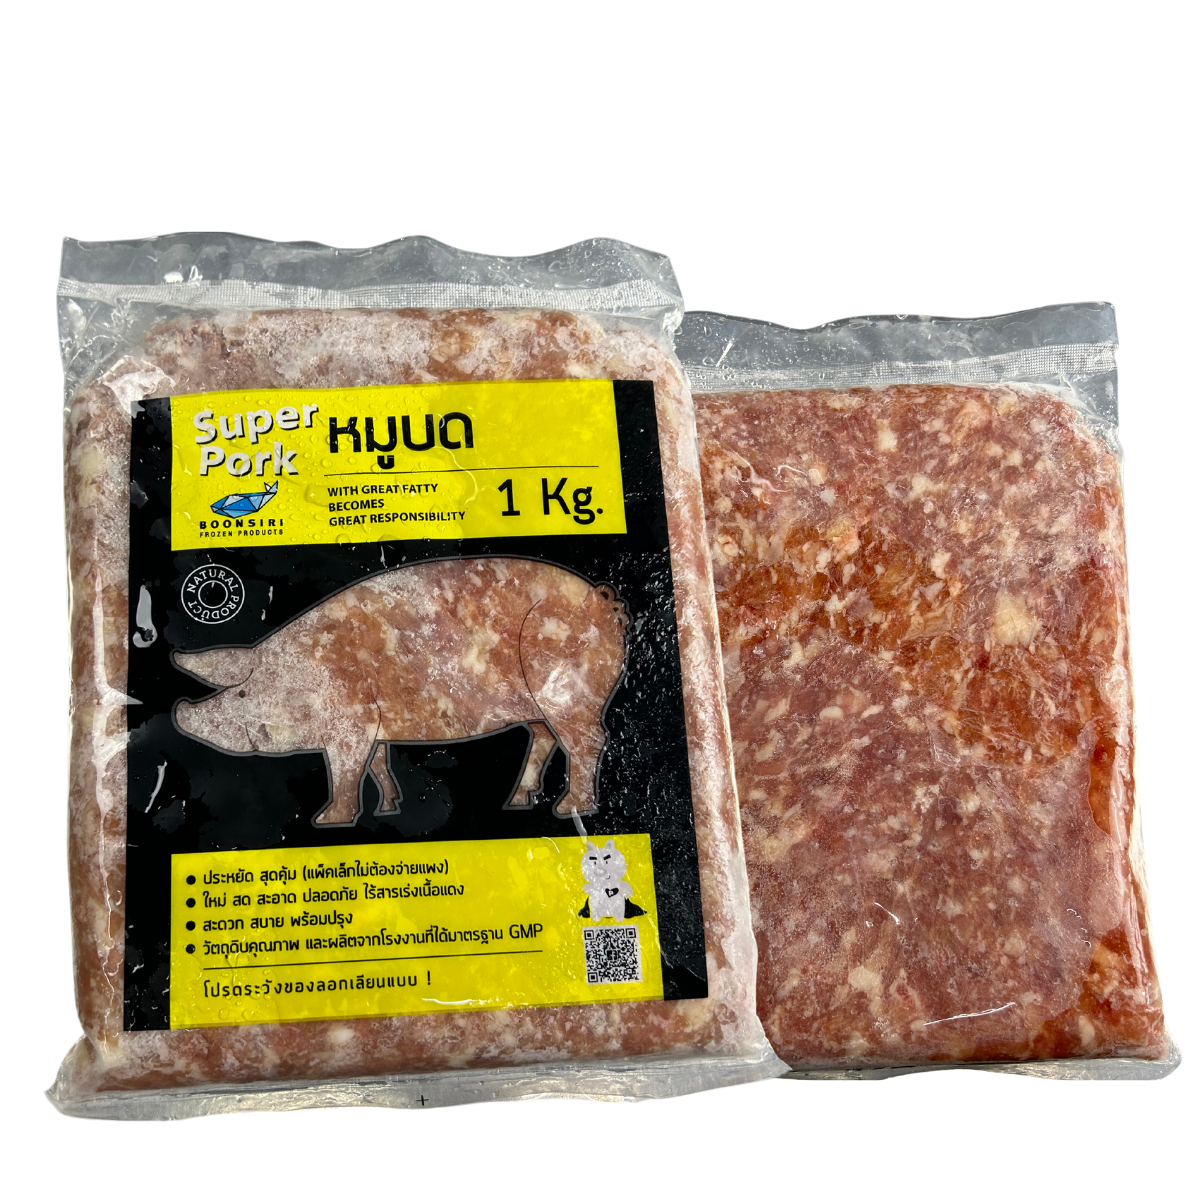 Super
Pork
หมูบด
BOONSIRI
FROZEN PRODUCTS
WITH GREAT FATTY
BECOMES
GREAT RESPONSIBILITY
1 Kg.
NATURAL PRODUCT
• ประหยัด สุดคุ้ม (แพ็คเล็กไม่ต้องจ่ายแพง)
• ใหม่ สด สะอาด ปลอดภัย ไร้สารเร่งเนื้อแดง
• สะดวก สบาย พร้อมปรุง
• วัตถุดิบคุณภาพ และผลิตจากโรงงานที่ได้มาตรฐาน GMP
โปรดระวังของลอกเลียนแบบ !